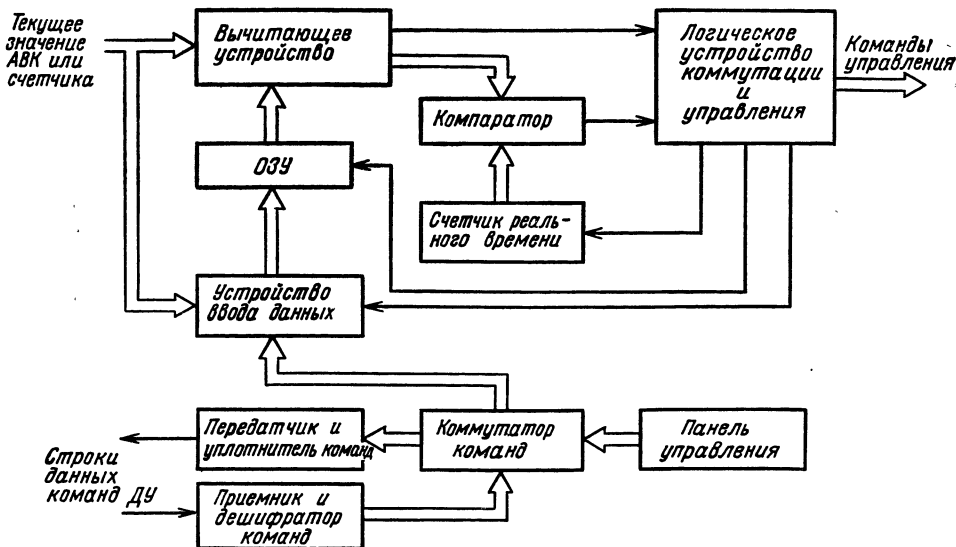 Текущее
значение
АВК или
счетчика
Вычитающев
устройство
Логическое
устройство
коммутации
и
управления
Команды
управления
Компаратор
ОЗУ
Счетчик реаль-
ного времени
Устройство
ввода данных
Передатчик и
уплотнитель команд
Коммутатор
команд
Панель
управления
Строки
данных
команд ДУ
Приемник и
дешифратор
команд